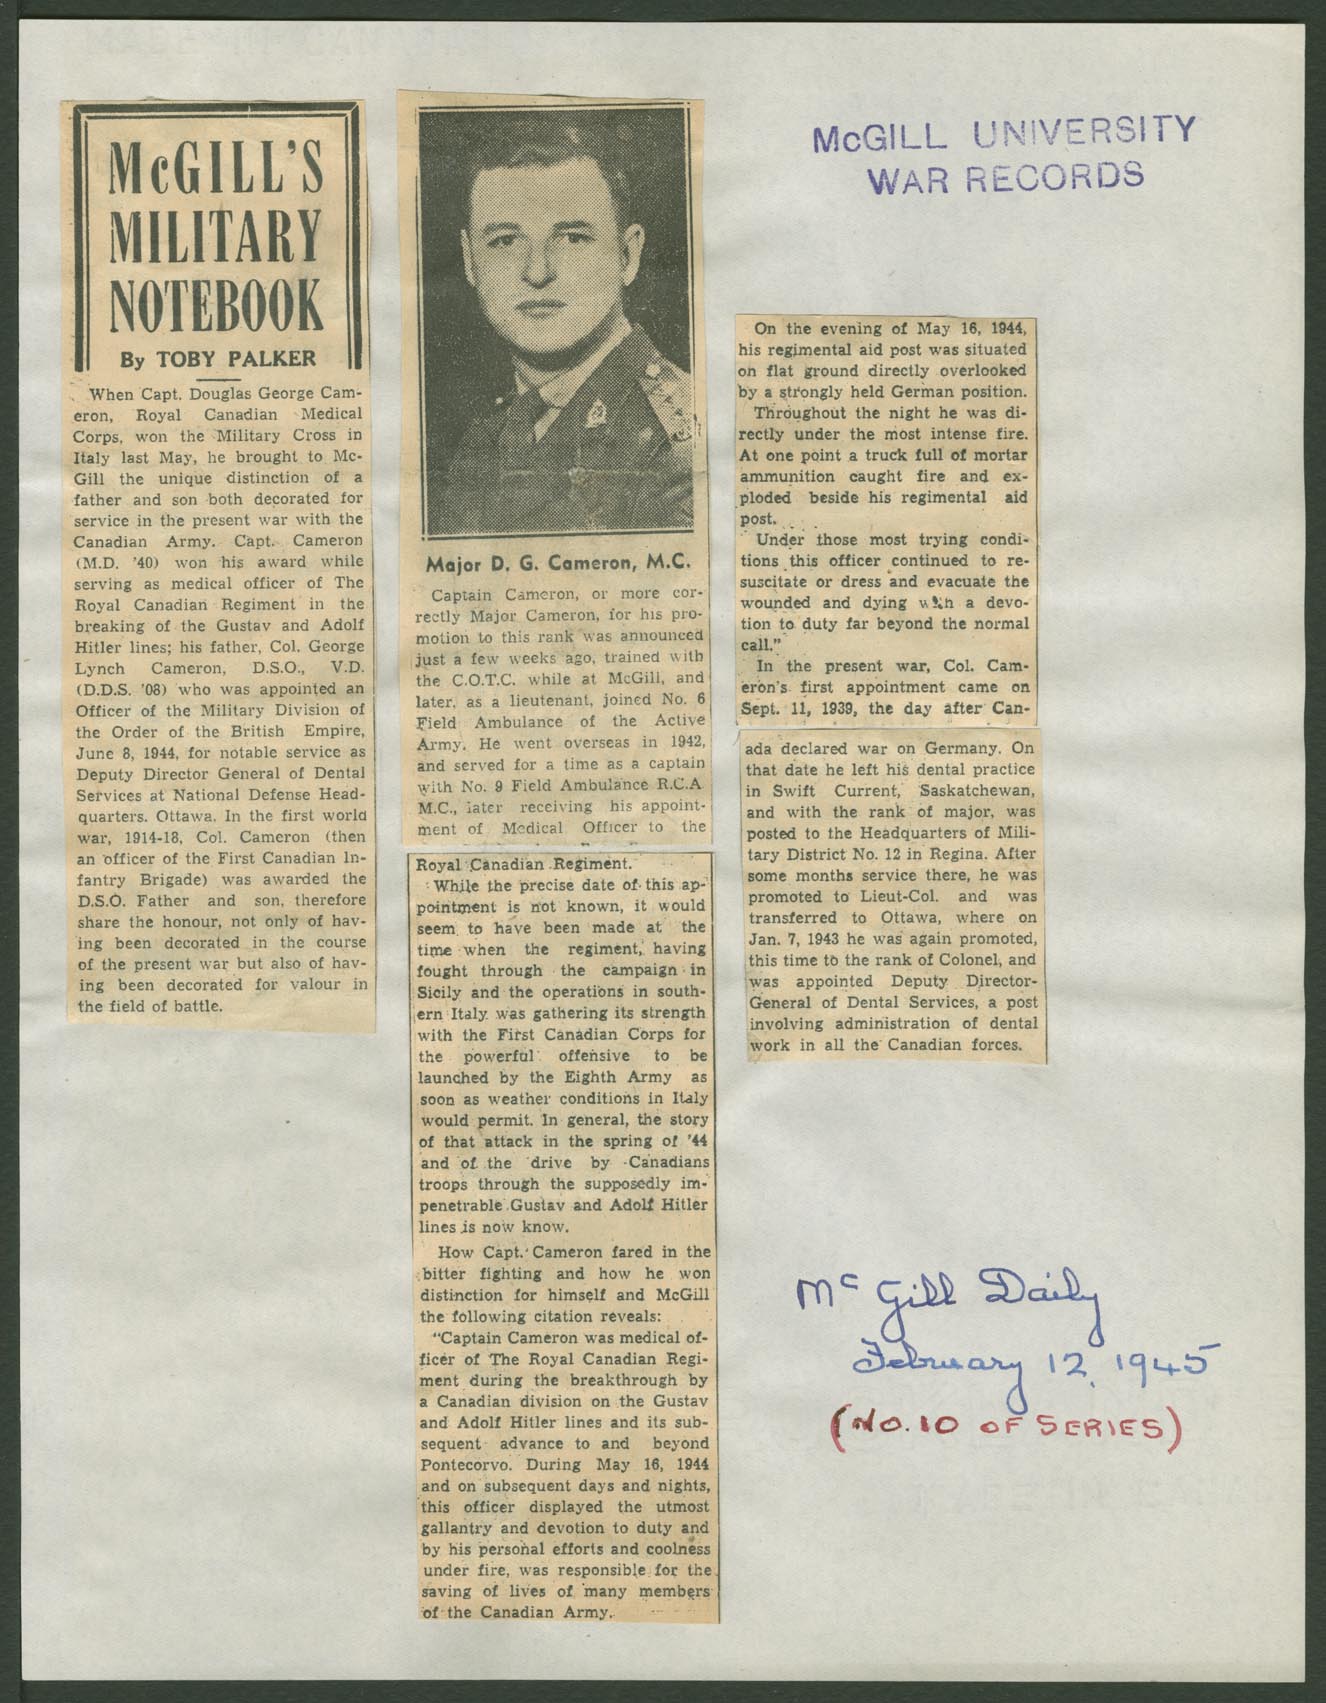 McGILL'S
MILITARY
NOTEBOOK
By TOBY PALKER
When Capt. Douglas George Cam-
eron, Royal Canadian Medical
Corps, won the Military Cross in
Italy last May, he brought to Mc-
Gill the unique distinction of a
father and son both decorated for
service in the present war with the
Canadian Army. Capt. Cameron
(M.D. '40) won his award while
serving as medical officer of The
Royal Canadian Regiment in the
breaking of the Gustav and Adolf
Hitler lines; his father, Col. George
Lynch Cameron, D.S.O., V.D.
(D.D.S. '08) who was appointed an
Officer of the Military Division of
the Order of the British Empire,
June 8, 1944, for notable service as
Deputy Director General of Dental
Services at National Defense Head-
quarters. Ottawa. In the first world
war, 1914-18, Col. Cameron (then
an officer of the First Canadian In-
fantry Brigade) was awarded the
D.S.O. Father and son, therefore
share the honour, not only of hav-
ing been decorated in the course
of the present war but also of hav-
ing been decorated for valour in
the field of battle.
Major D. G. Cameron, M.C.
Captain Cameron, or more cor-
rectly Major Cameron, for his pro-
motion to this rank was announced
just a few weeks ago, trained with
the C.O.T.C. while at McGill, and
later, as a lieutenant, joined No. 6
Field Ambulance of the Active
Army. He went overseas in 1942,
and served for a time as a captain
with No. 9 Field Ambulance R.C.A
M.C., later receiving his appoint-
ment of Medical Officer to the
Royal Canadian Regiment.
While the precise date of this ap-
pointment is not known, it would
seem to have been made at the
time when the regiment, having
fought through the campaign in
Sicily and the operations in south-
ern Italy was gathering its strength
with the First Canadian Corps for
the powerful offensive to be
launched by the Eighth Army as
soon as weather conditions in Italy
would permit. In general, the story
of that attack in the spring of '44
and of the drive by Canadians
troops through the supposedly im-
penetrable Gustav and Adolf Hitler
lines is now know.
How Capt. Cameron fared in the
bitter fighting and how he won
distinction for himself and McGill
the following citation reveals:
"Captain Cameron was medical of-
ficer of The Royal Canadian Regi-
ment during the breakthrough by
a Canadian division on the Gustav
and Adolf Hitler lines and its sub-
sequent advance to and beyond
Pontecorvo. During May 16, 1944
and on subsequent days and nights,
this officer displayed the utmost
gallantry and devotion to duty and
by his personal efforts and coolness
under fire, was responsible for the
saving of lives of many members
of the Canadian Army.
McGILL UNIVERSITY
WAR RECORDS
On the evening of May 16, 1944,
his regimental aid post was situated
on flat ground directly overlooked
by a strongly held German position.
Throughout the night he was di-
rectly under the most intense fire.
At one point a truck full of mortar
ammunition caught fire and ex-
ploded beside his regimental aid
post.
Under those most trying condi-
tions this officer continued to re-
suscitate or dress and evacuate the
wounded and dying with a devo-
tion to duty far beyond the normal
call."
In the present war, Col. Cam-
eron's first appointment came on
Sept. 11, 1939, the day after Can-
ada declared war on Germany. On
that date he left his dental practice
in Swift Current, Saskatchewan,
and with the rank of major, was
posted to the Headquarters of Mili-
tary District No. 12 in Regina. After
some months service there, he was
promoted to Lieut-Col. and was
transferred to Ottawa, where on
Jan. 7, 1943 he was again promoted,
this time to the rank of Colonel, and
was appointed Deputy Director-
General of Dental Services, a post
involving administration of dental
work in all the Canadian forces.
McGill Daily
February 12, 1945
(NO. 10 OF SERIES)